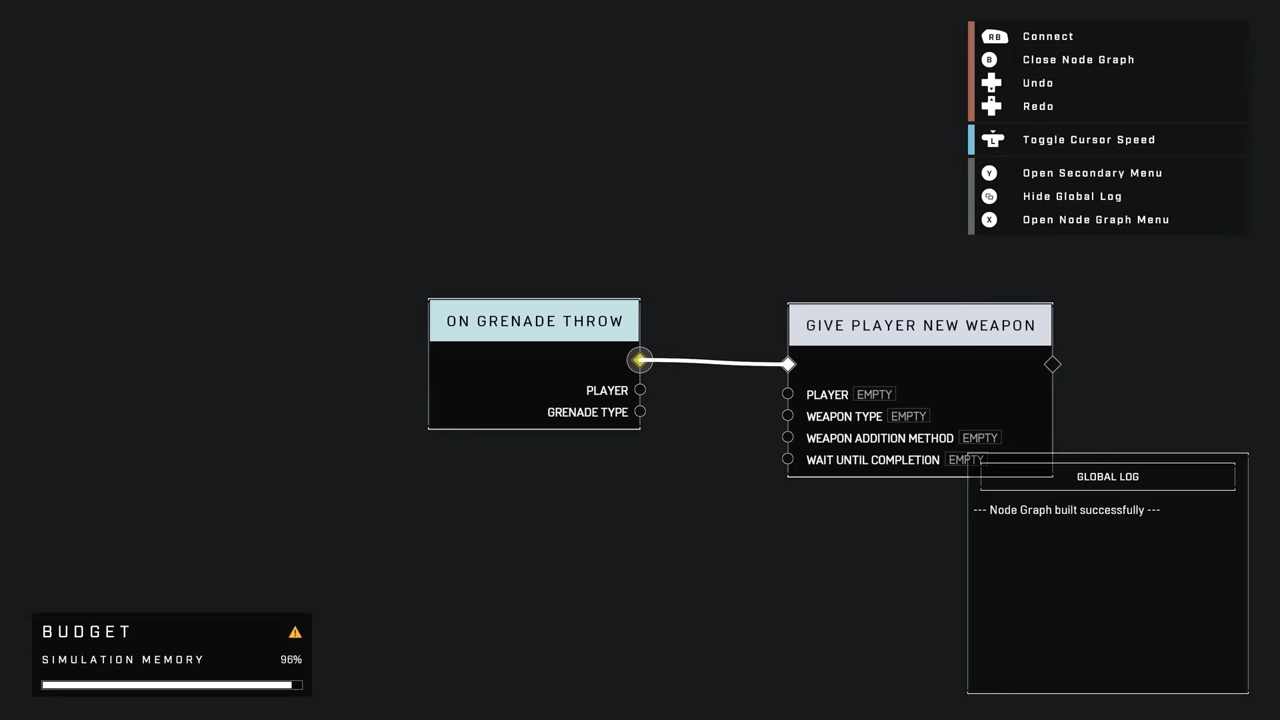 RB Connect
B Close Node Graph
Undo
Redo
L Toggle Cursor Speed
Y Open Secondary Menu
Hide Global Log
X Open Node Graph Menu
ON GRENADE THROW
PLAYER
GRENADE TYPE
GIVE PLAYER NEW WEAPON
PLAYER EMPTY
WEAPON TYPE EMPTY
WEAPON ADDITION METHOD EMPTY
WAIT UNTIL COMPLETION EMPTY
GLOBAL LOG
--- Node Graph built successfully ---
BUDGET
SIMULATION MEMORY 96%